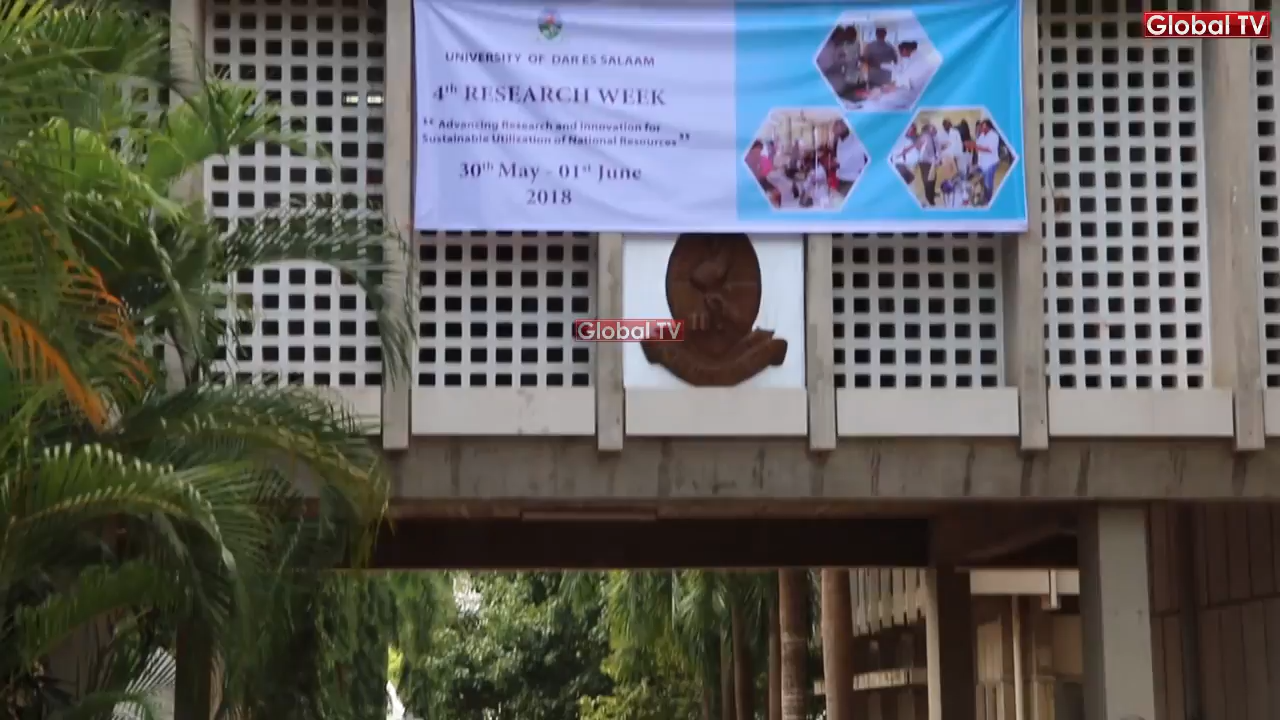 Global TV
UNIVERSITY OF DAR ES SALAAM
4th RESEARCH WEEK
" Advancing Research and Innovation for
Sustainable Utilization of National Resources "
30th May - 01st June
2018
Global TV